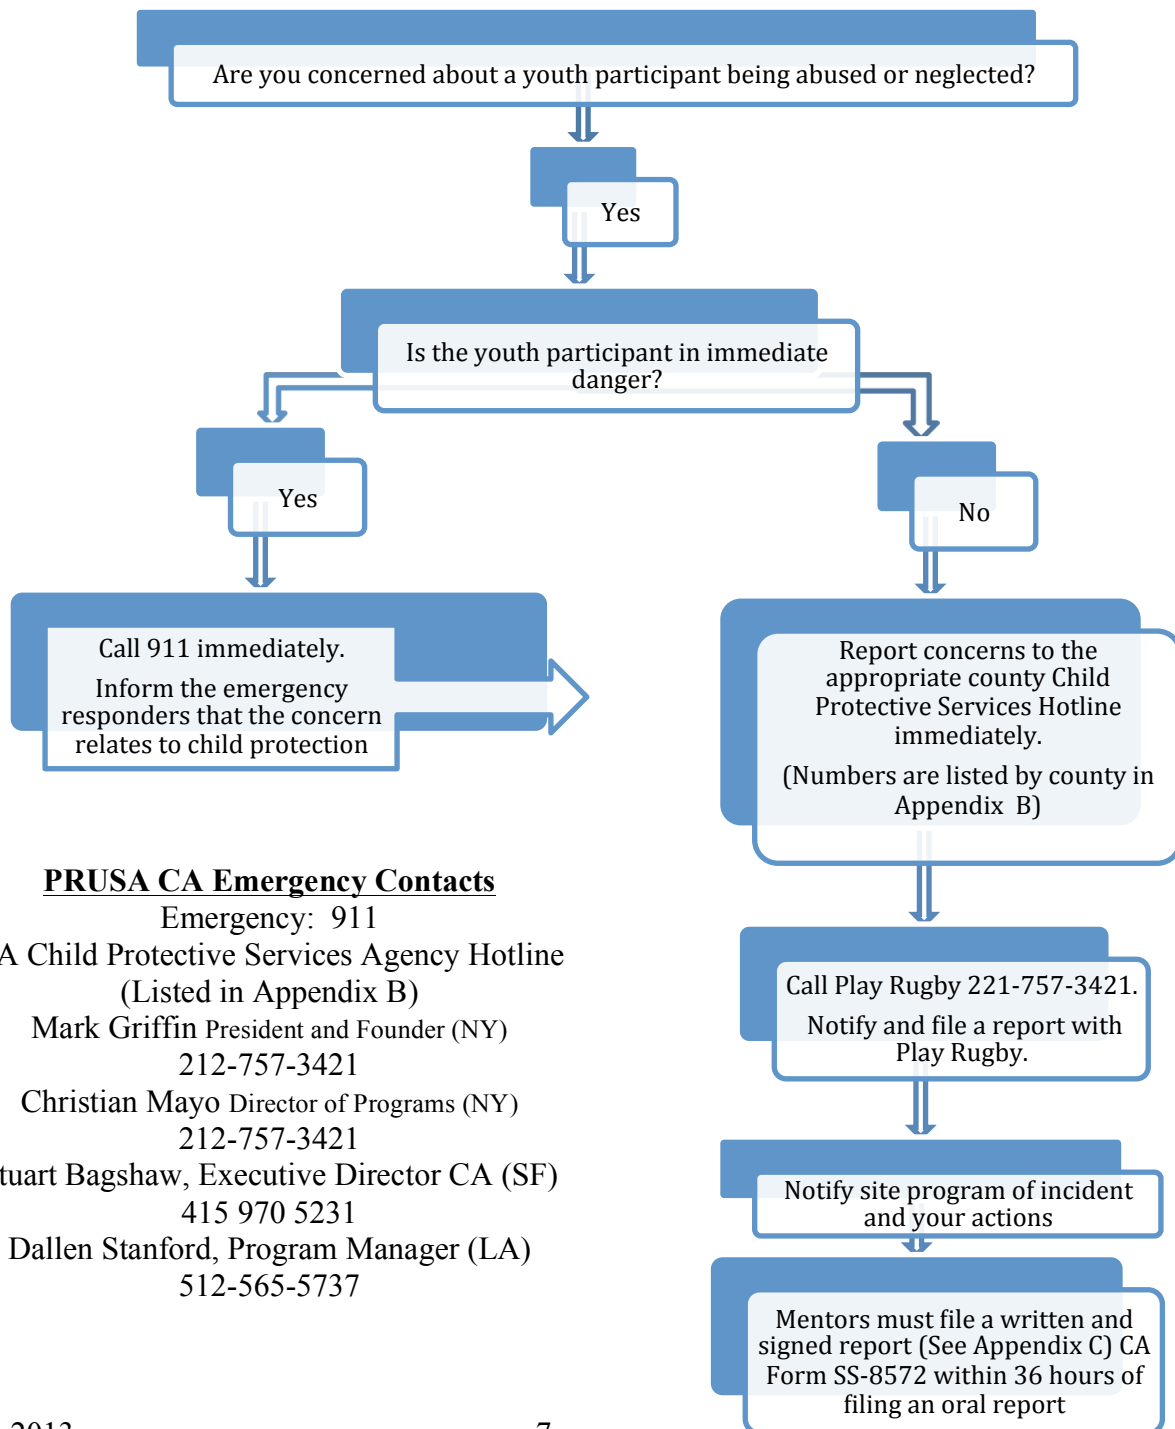 Are you concerned about a youth participant being abused or neglected?
Yes
Is the youth participant in immediate
danger?
Yes
No
Call 911 immediately.
Inform the emergency
responders that the concern
relates to child protection
Report concerns to the
appropriate county Child
Protective Services Hotline
immediately.
(Numbers are listed by county in
Appendix B)
Call Play Rugby 221-757-3421.
Notify and file a report with
Play Rugby.
Notify site program of incident
and your actions
Mentors must file a written and
signed report (See Appendix C) CA
Form SS-8572 within 36 hours of
filing an oral report
PRUSA CA Emergency Contacts
Emergency: 911
A Child Protective Services Agency Hotline
(Listed in Appendix B)
Mark Griffin President and Founder (NY)
212-757-3421
Christian Mayo Director of Programs (NY)
212-757-3421
tuart Bagshaw, Executive Director CA (SF)
415 970 5231
Dallen Stanford, Program Manager (LA)
512-565-5737